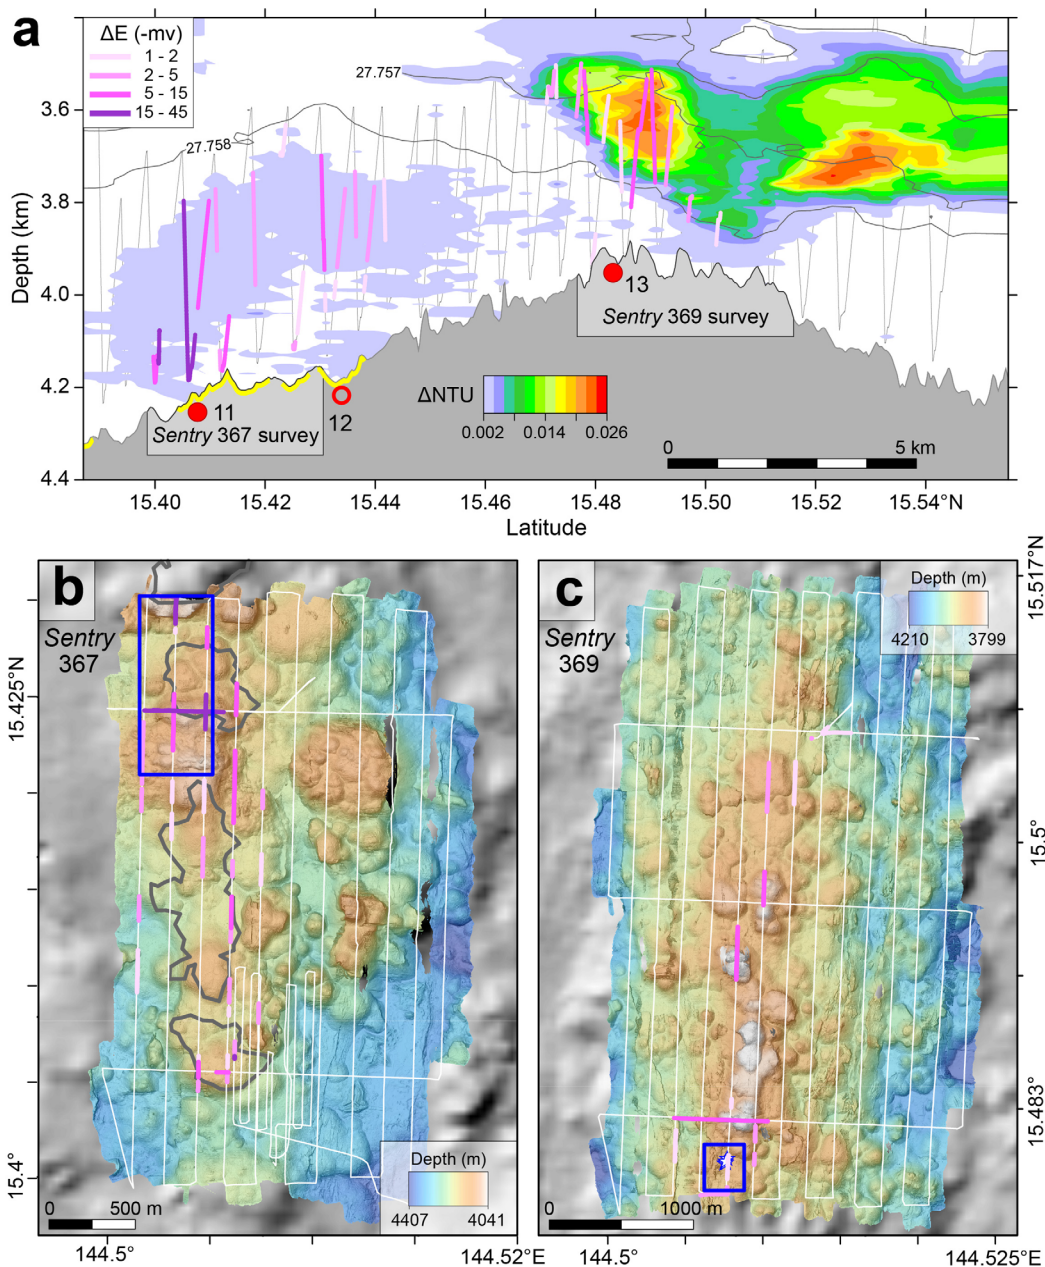 a
ΔE (-mv)
1 - 2
2 - 5
5 - 15
15 - 45
27.757
27.758
3.6
3.8
4.0
4.2
4.4
Depth (km)
13
Sentry 369 survey
11
12
Sentry 367 survey
ΔNTU
0.002
0.014
0.026
0
5 km
15.40
15.42
15.44
15.46
15.48
15.50
15.52
15.54°N
Latitude
b
Sentry
367
15.425°N
15.4°
0
500 m
Depth (m)
4407
4041
144.5°
144.52°E
c
Sentry
369
Depth (m)
4210
3799
15.517°N
15.5°
15.483°
0
1000 m
144.5°
144.525°E